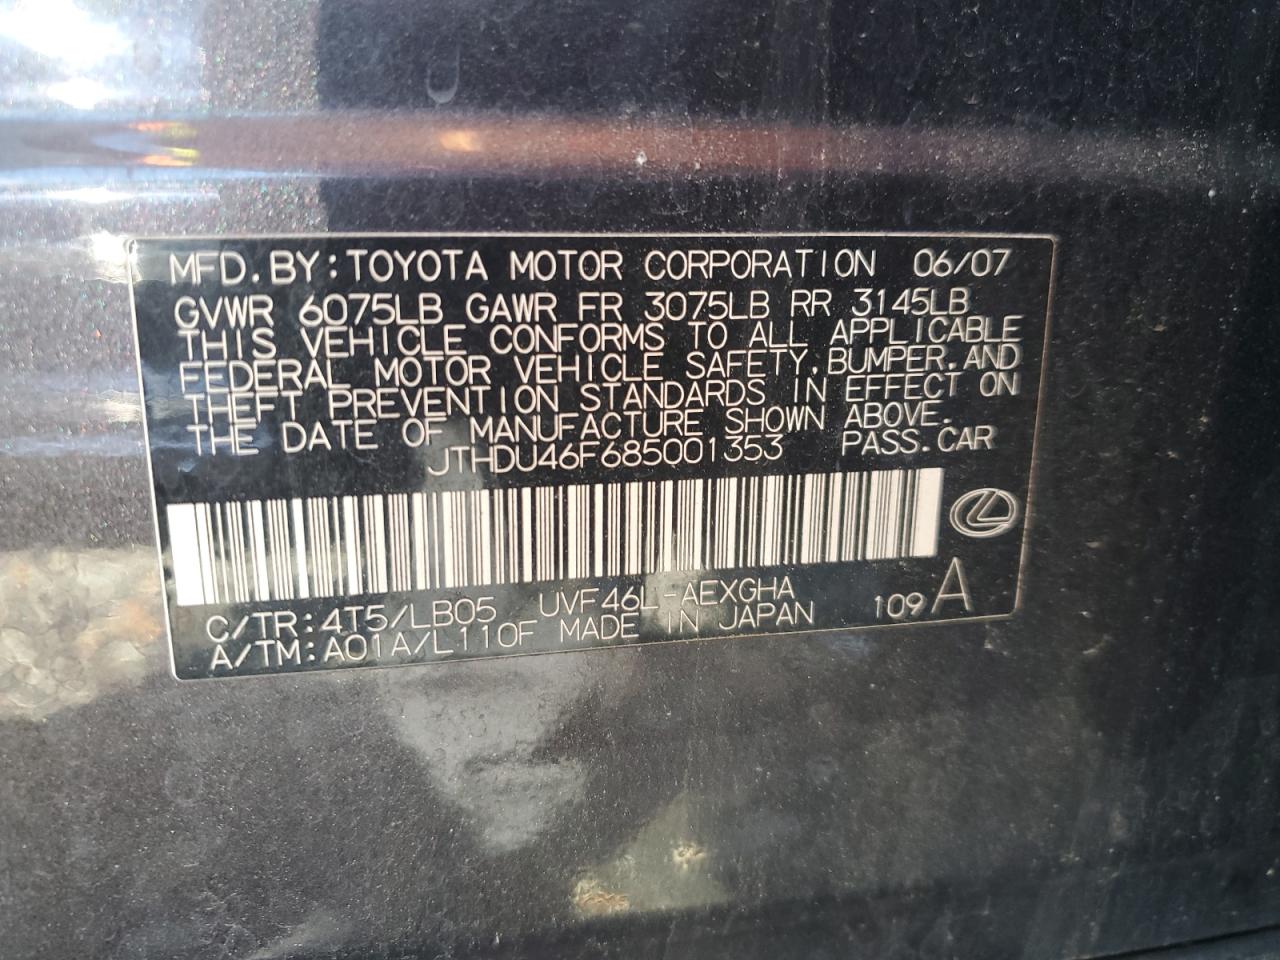 MFD.BY:TOYOTA MOTOR CORPORATION 06/07
GVWR 6075LB GAWR FR 3075LB RR 3145LB
THIS VEHICLE CONFORMS TO ALL APPLICABLE
FEDERAL MOTOR VEHICLE SAFETY,BUMPER,AND
THEFT PREVENTION STANDARDS IN EFFECT ON
THE DATE OF MANUFACTURE SHOWN ABOVE.
JTHDU46F685001353 PASS.CAR
C/TR:4T5/LB05 UVF46L-AEXGHA 109 A
A/TM:A01A/L110F MADE IN JAPAN